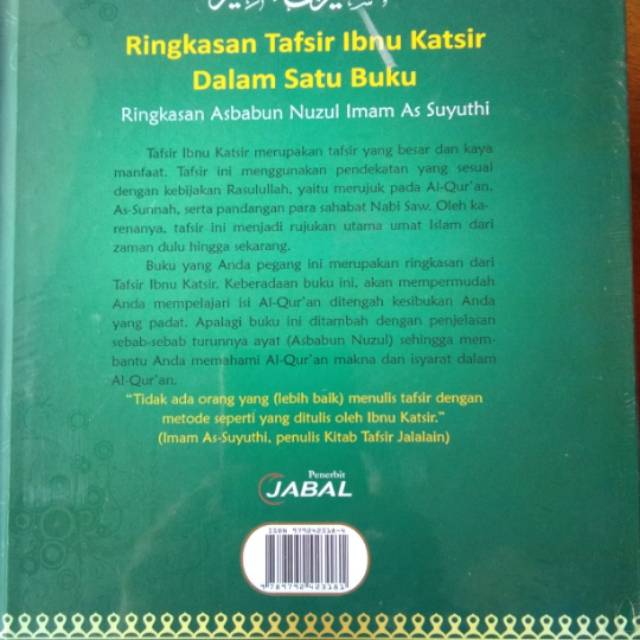 Ringkasan Tafsir Ibnu Katsir
Dalam Satu Buku
Ringkasan Asbabun Nuzul Imam As Suyuthi
Tafsir Ibnu Katsir merupakan tafsir yang besar dan kaya
manfaat. Tafsir ini menggunakan pendekatan yang sesuai
dengan kebijakan Rasulullah, yaitu merujuk pada Al-Qur'an,
As-Sunnah, serta pandangan para sahabat Nabi Saw. Oleh ka-
renanya, tafsir ini menjadi rujukan utama umat Islam dari
zaman dulu hingga sekarang.
Buku yang Anda pegang ini merupakan ringkasan dari
Tafsir Ibnu Katsir. Keberadaan buku ini, akan mempermudah
Anda mempelajari isi Al-Qur'an ditengah kesibukan Anda
yang padat. Apalagi buku ini ditambah dengan penjelasan
sebab-sebab turunnya ayat (Asbabun Nuzul) sehingga mem-
bantu Anda memahami Al-Qur'an makna dan isyarat dalam
Al-Qur'an.
"Tidak ada orang yang (lebih baik) menulis tafsir dengan
metode seperti yang ditulis oleh Ibnu Katsir."
(Imam As-Suyuthi, penulis Kitab Tafsir Jalalain)
Penerbit
JABAL
ISBN 979242318-4
9 789792 423181